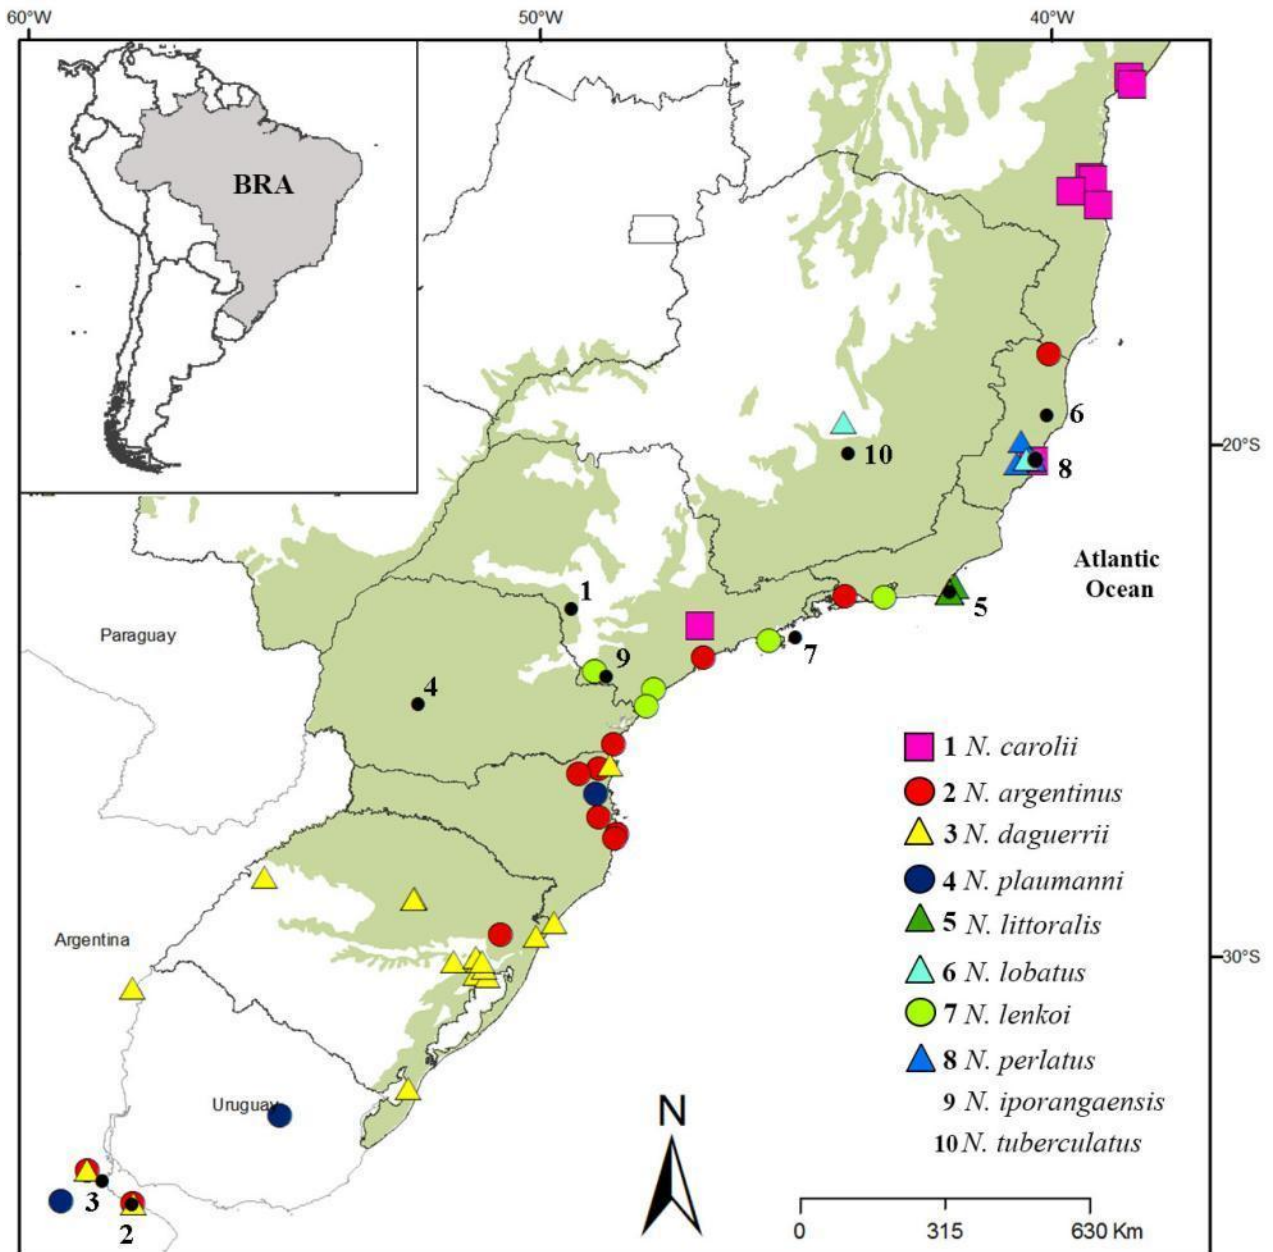 60°W 50°W 40°W
BRA
6
20°S
10
8
Atlantic
Ocean
1
5
Paraguay
9
7
4
1 N. carolii
2 N. argentinus
3 N. daguerrii
4 N. plaumanni
5 N. littoralis
Argentina
30°S
6 N. lobatus
7 N. lenkoi
8 N. perlatus
Uruguay
9 N. iporangaensis
N
10 N. tuberculatus
3
2
0 315 630 Km